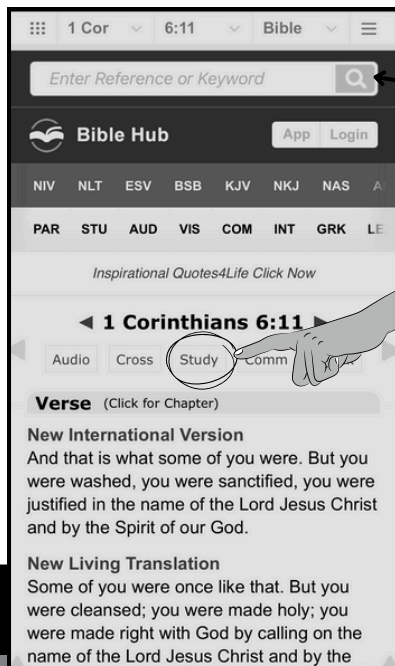 1 Cor 6:11 Bible
Enter Reference or Keyword
Bible Hub App Login
NIV NLT ESV BSB KJV NKJ NAS
PAR STU AUD VIS COM INT GRK LE
Inspirational Quotes4Life Click Now
◄ 1 Corinthians 6:11 ►
Audio Cross Study Comm
Verse (Click for Chapter)
New International Version
And that is what some of you were. But you
were washed, you were sanctified, you were
justified in the name of the Lord Jesus Christ
and by the Spirit of our God.
New Living Translation
Some of you were once like that. But you
were cleansed; you were made holy; you
were made right with God by calling on the
name of the Lord Jesus Christ and by the